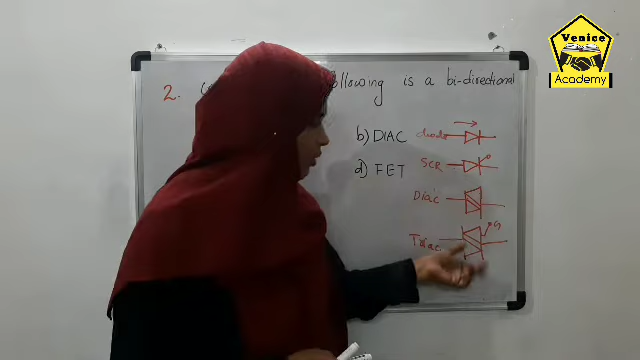 Venice
Academy
2. following is a bi-directional
b) DIAC
d) FET
diode
SCR
Diac
Triac
G